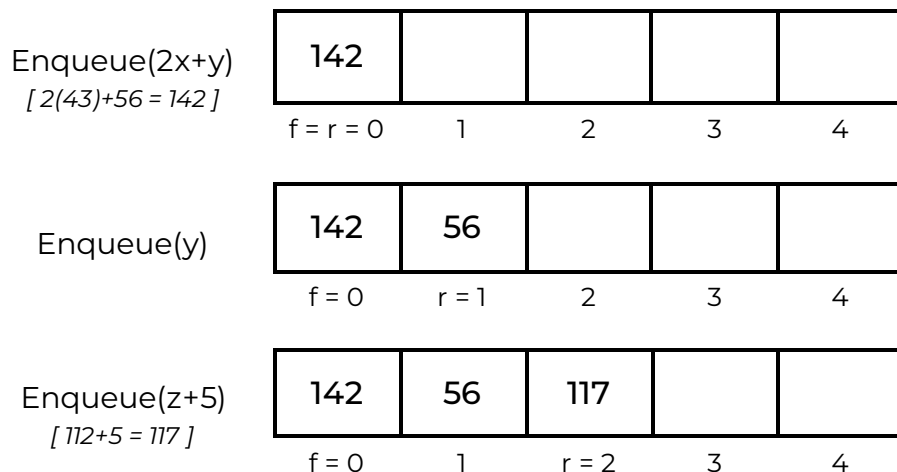 Enqueue(2x+y)
[ 2(43)+56 = 142 ]
142
f = r = 0 1 2 3 4
Enqueue(y)
142 56
f = 0 r = 1 2 3 4
Enqueue(z+5)
[ 112+5 = 117 ]
142 56 117
f = 0 1 r = 2 3 4